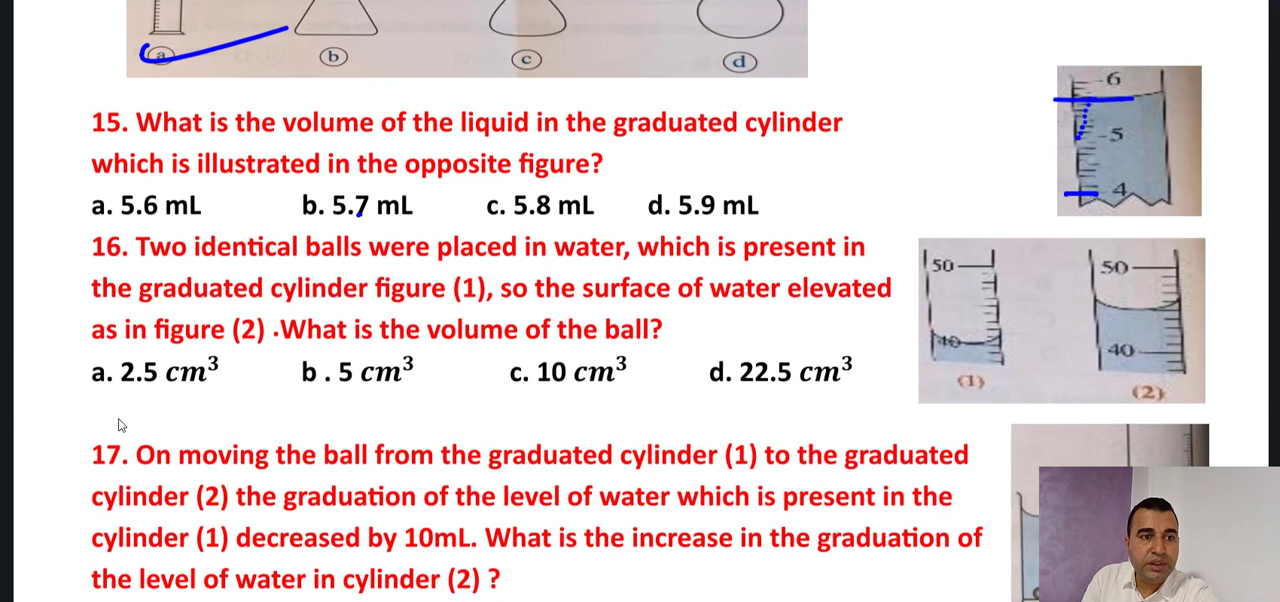 a
b
c
d
15. What is the volume of the liquid in the graduated cylinder
which is illustrated in the opposite figure?
a. 5.6 mL b. 5.7 mL c. 5.8 mL d. 5.9 mL
6
5
4
16. Two identical balls were placed in water, which is present in
the graduated cylinder figure (1), so the surface of water elevated
as in figure (2) .What is the volume of the ball?
a. 2.5 cm³ b . 5 cm³ c. 10 cm³ d. 22.5 cm³
50
40
(1)
50
40
(2)
17. On moving the ball from the graduated cylinder (1) to the graduated
cylinder (2) the graduation of the level of water which is present in the
cylinder (1) decreased by 10mL. What is the increase in the graduation of
the level of water in cylinder (2) ?